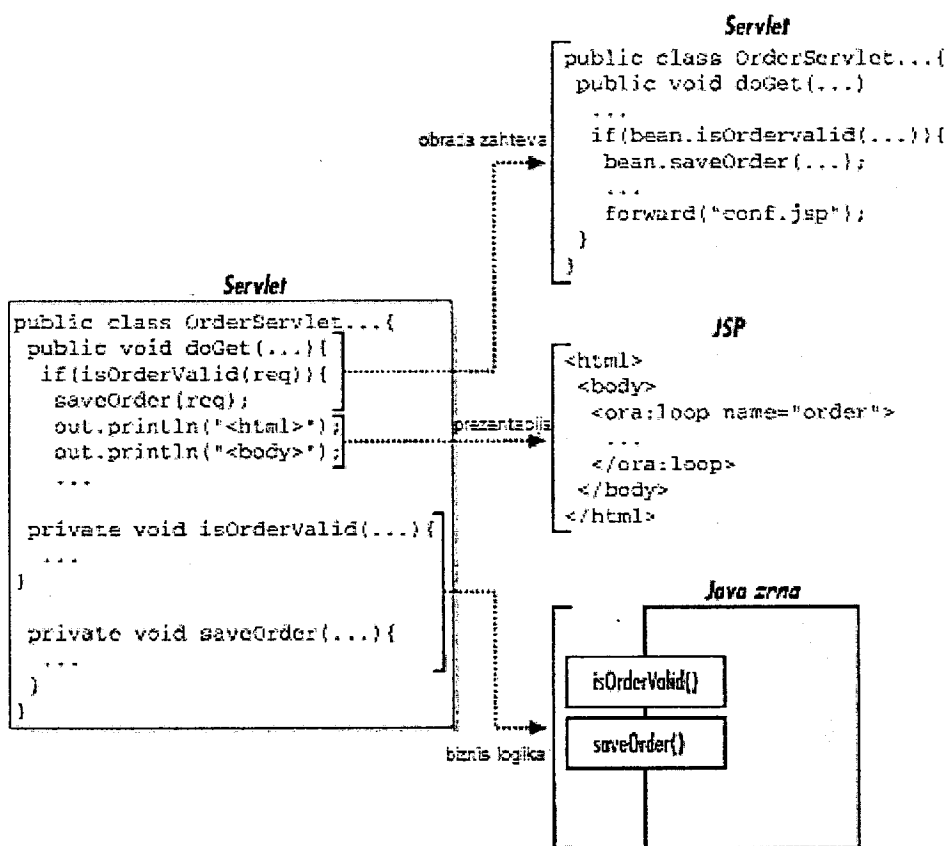 Servlet
public class OrderServlet...{
public void doGet(...)
...
if(bean.isOrdervalid(...)){
bean.saveOrder(...);
...
forward("conf.jsp");
}
}
obrada zahteva
Servlet
public class OrderServlet...{
public void doGet(...){
if(isOrderValid(req)){
saveOrder(req);
out.println("<html>");
out.println("<body>");
...
private void isOrderValid(...){
...
}
private void saveOrder(...){
...
}
}
prezentacija
JSP
<html>
<body>
<ora:loop name="order">
...
</ora:loop>
</body>
</html>
biznis logika
Java zrna
isOrderValid()
saveOrder()